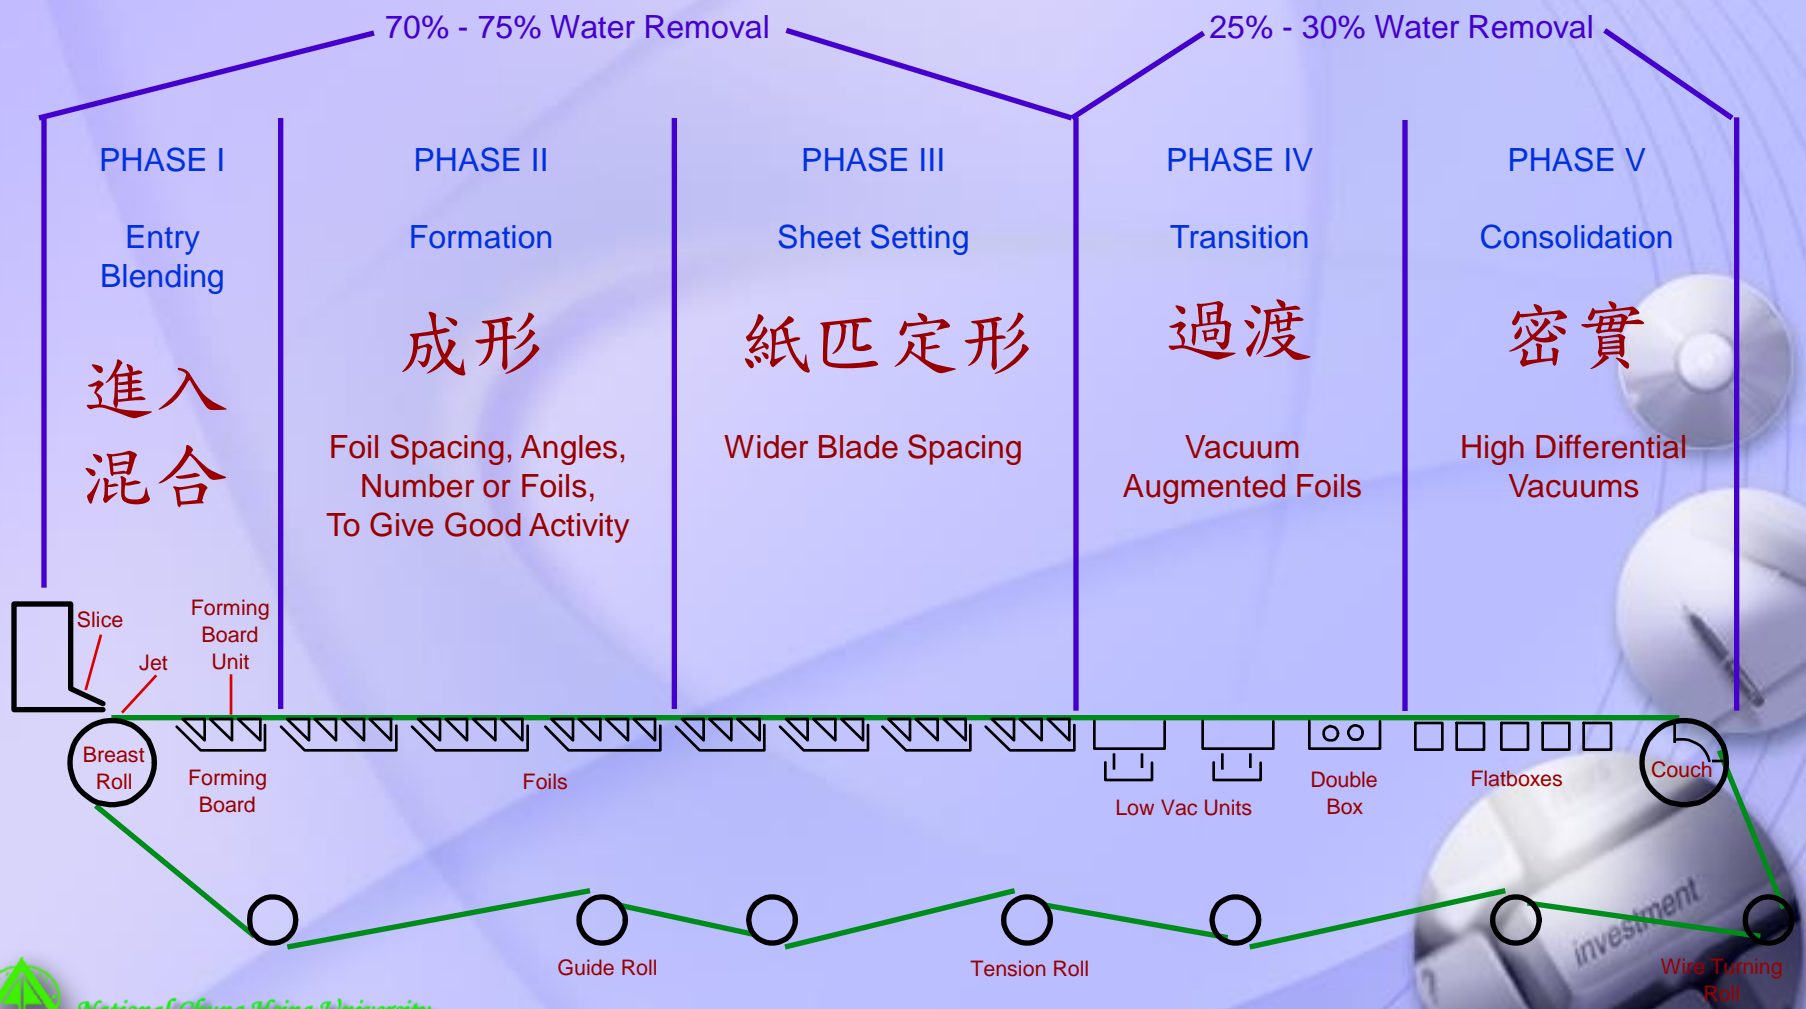 70% - 75% Water Removal
25% - 30% Water Removal
PHASE I
Entry
Blending
進入
混合
PHASE II
Formation
成形
Foil Spacing, Angles,
Number or Foils,
To Give Good Activity
PHASE III
Sheet Setting
紙匹定形
Wider Blade Spacing
PHASE IV
Transition
過渡
Vacuum
Augmented Foils
PHASE V
Consolidation
密實
High Differential
Vacuums
Slice
Jet
Forming
Board
Unit
Breast
Roll
Forming
Board
Foils
Low Vac Units
Double
Box
Flatboxes
Couch
Guide Roll
Tension Roll
Wire Turning
Roll
investment
?
National Chung Hsing University